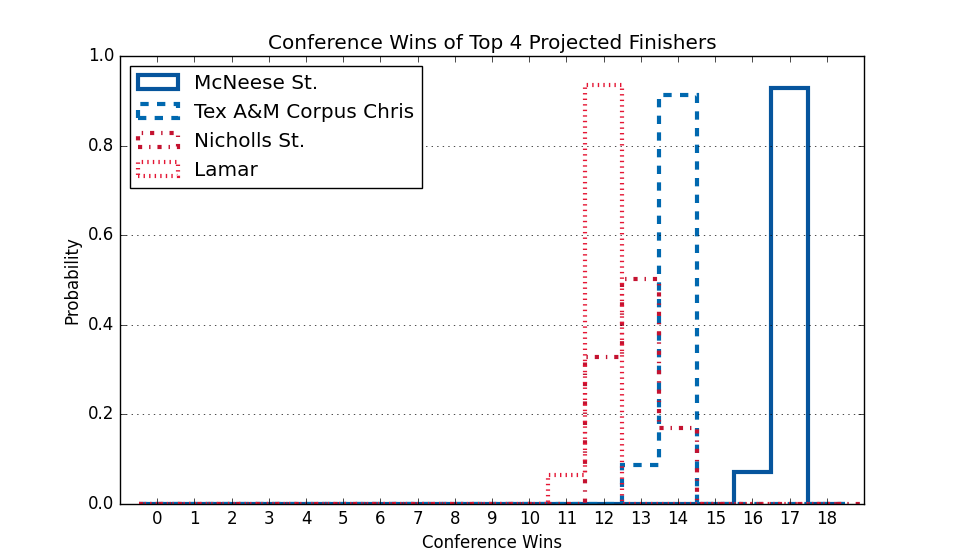 Conference Wins of Top 4 Projected Finishers
1.0
0.8
0.6
0.4
0.2
0.0
Probability
McNeese St.
Tex A&M Corpus Chris
Nicholls St.
Lamar
0 1 2 3 4 5 6 7 8 9 10 11 12 13 14 15 16 17 18
Conference Wins